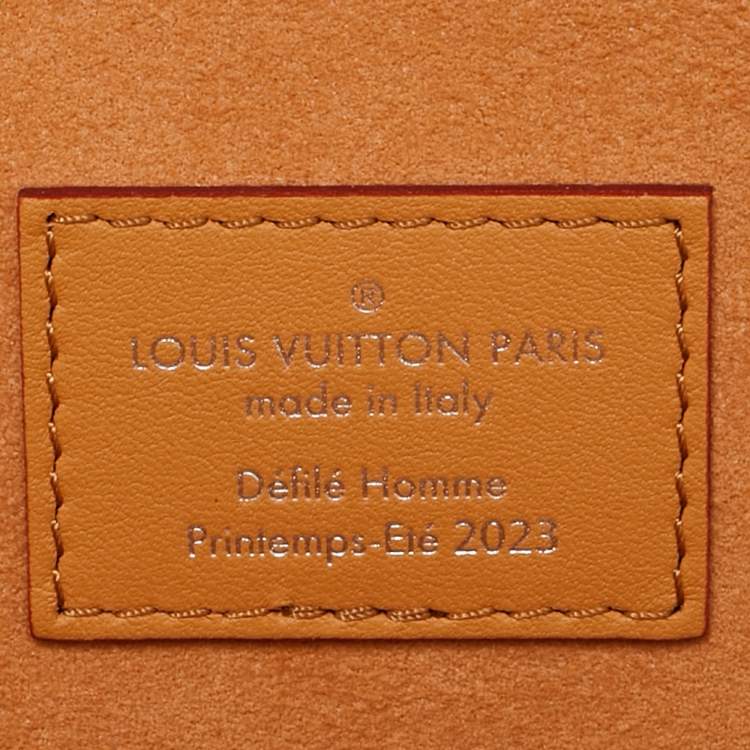 ®
LOUIS VUITTON PARIS
made in Italy
Défilé Homme
Printemps-Eté 2023